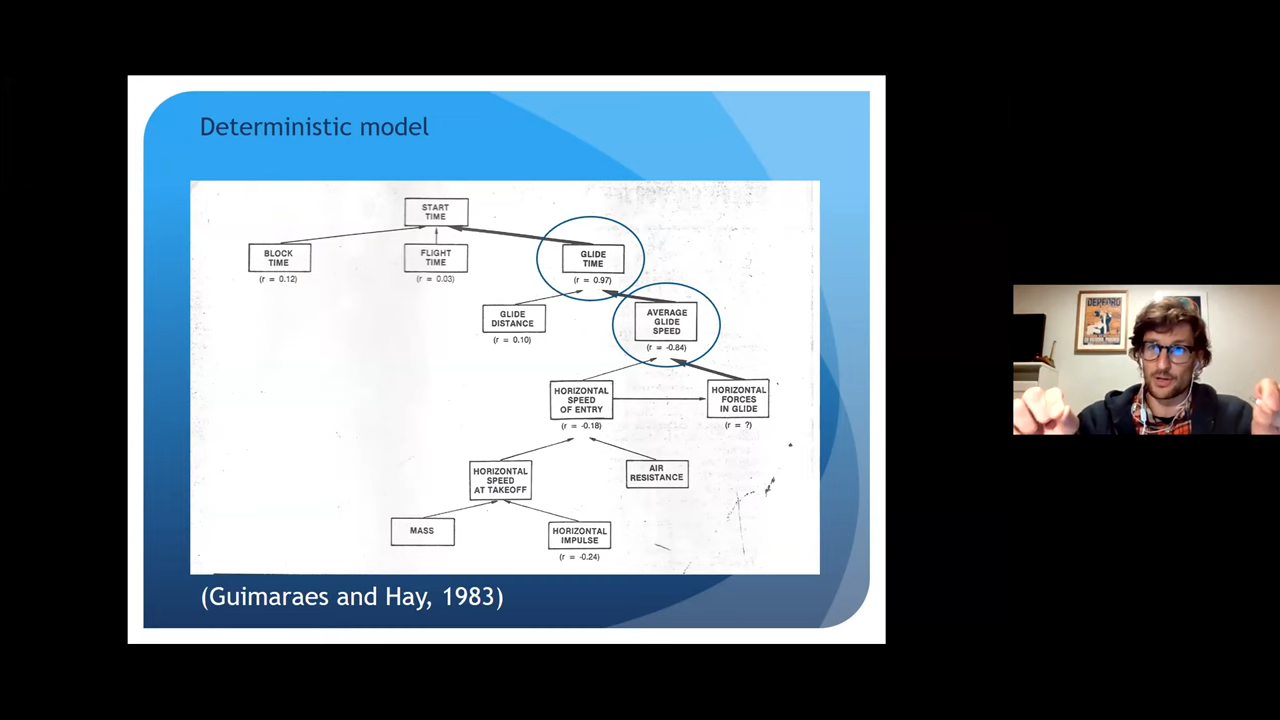 Deterministic model
START
TIME
BLOCK
TIME
(r = 0.12)
FLIGHT
TIME
(r = 0.03)
GLIDE
TIME
(r = 0.97)
GLIDE
DISTANCE
(r = 0.10)
AVERAGE
GLIDE
SPEED
(r = -0.84)
HORIZONTAL
SPEED
OF ENTRY
(r = -0.18)
HORIZONTAL
FORCES
IN GLIDE
(r = ?)
HORIZONTAL
SPEED
AT TAKEOFF
AIR
RESISTANCE
MASS
HORIZONTAL
IMPULSE
(r = -0.24)
(Guimaraes and Hay, 1983)